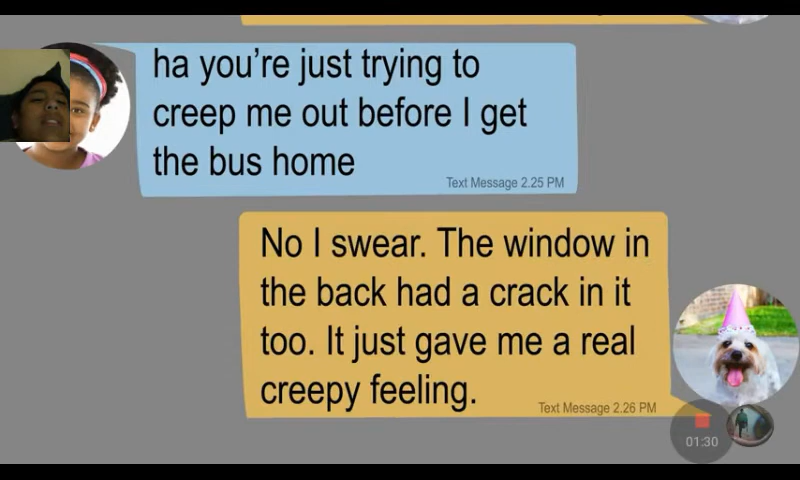 ha you're just trying to
creep me out before I get
the bus home
Text Message 2.25 PM
No I swear. The window in
the back had a crack in it
too. It just gave me a real
creepy feeling.
Text Message 2.26 PM
01:30